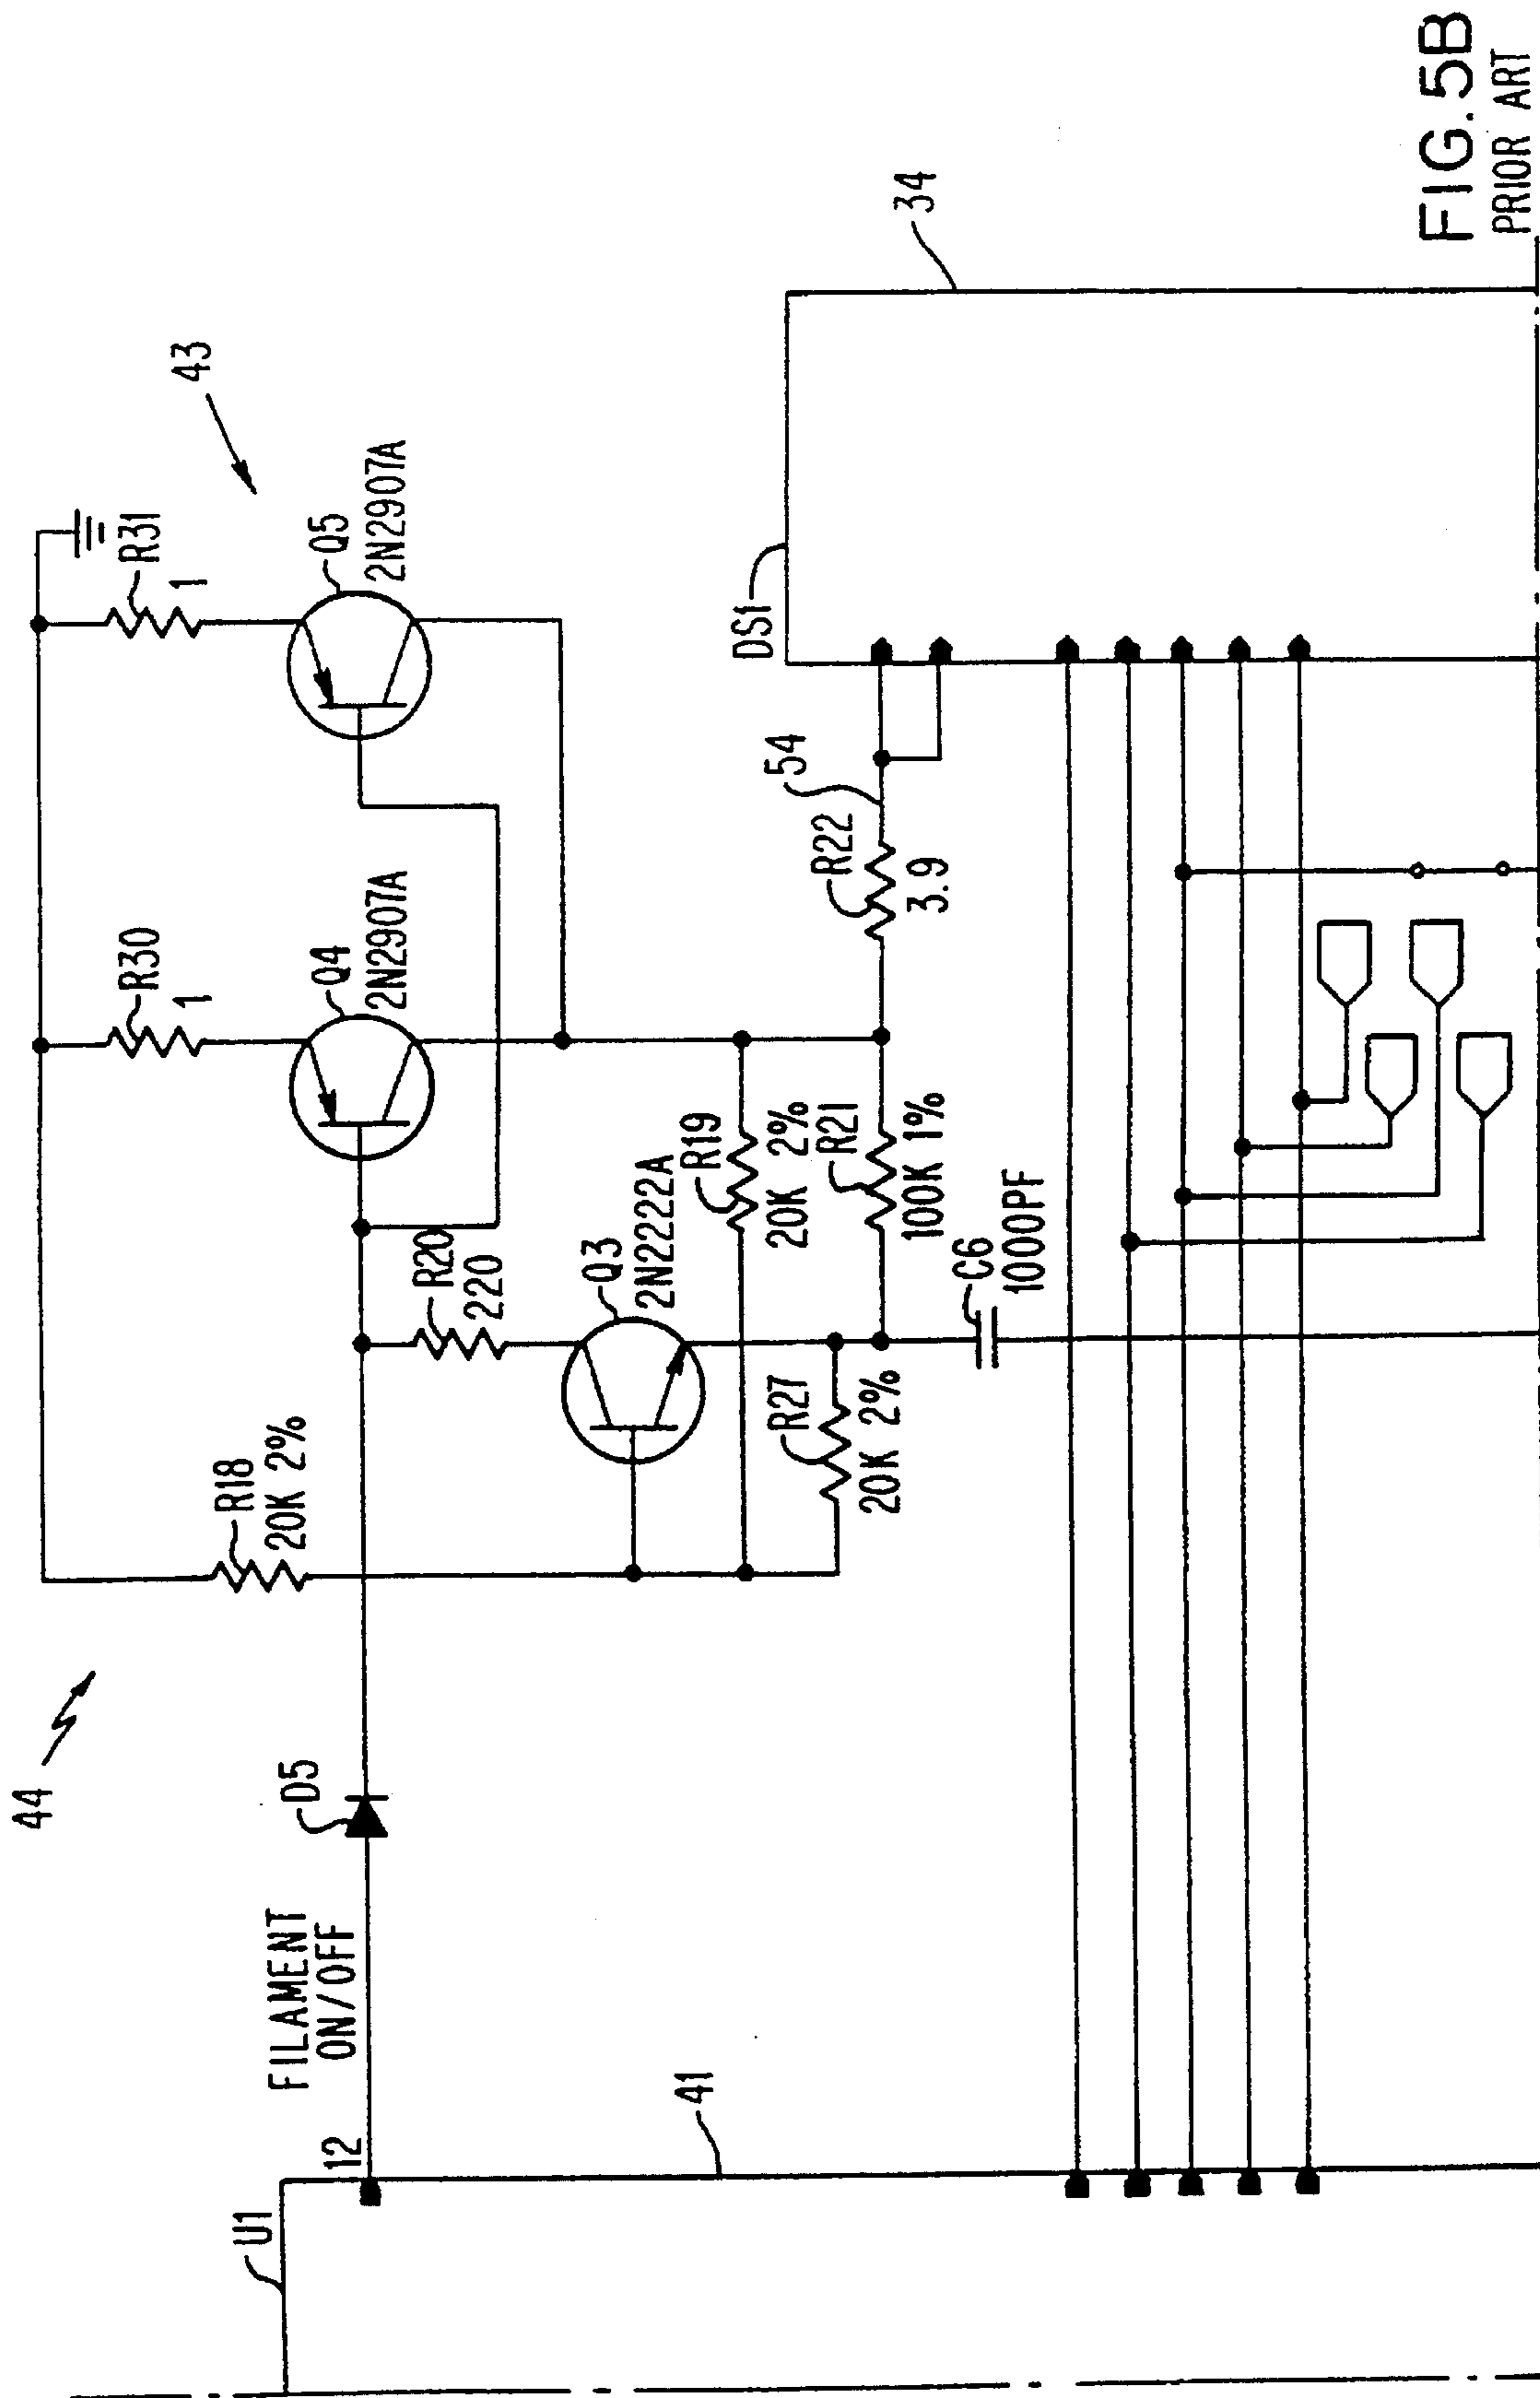 44
43
R31
1
Q5
2N2907A
R30
1
Q4
2N2907A
R18
20K 2%
FILAMENT
ON/OFF
D5
12
U1
41
R20
220
Q3
2N2222A
R19
20K 2%
R21
100K 1%
R27
20K 2%
C6
1000PF
R22
3.9
54
DS1
34
FIG. 5B
PRIOR ART